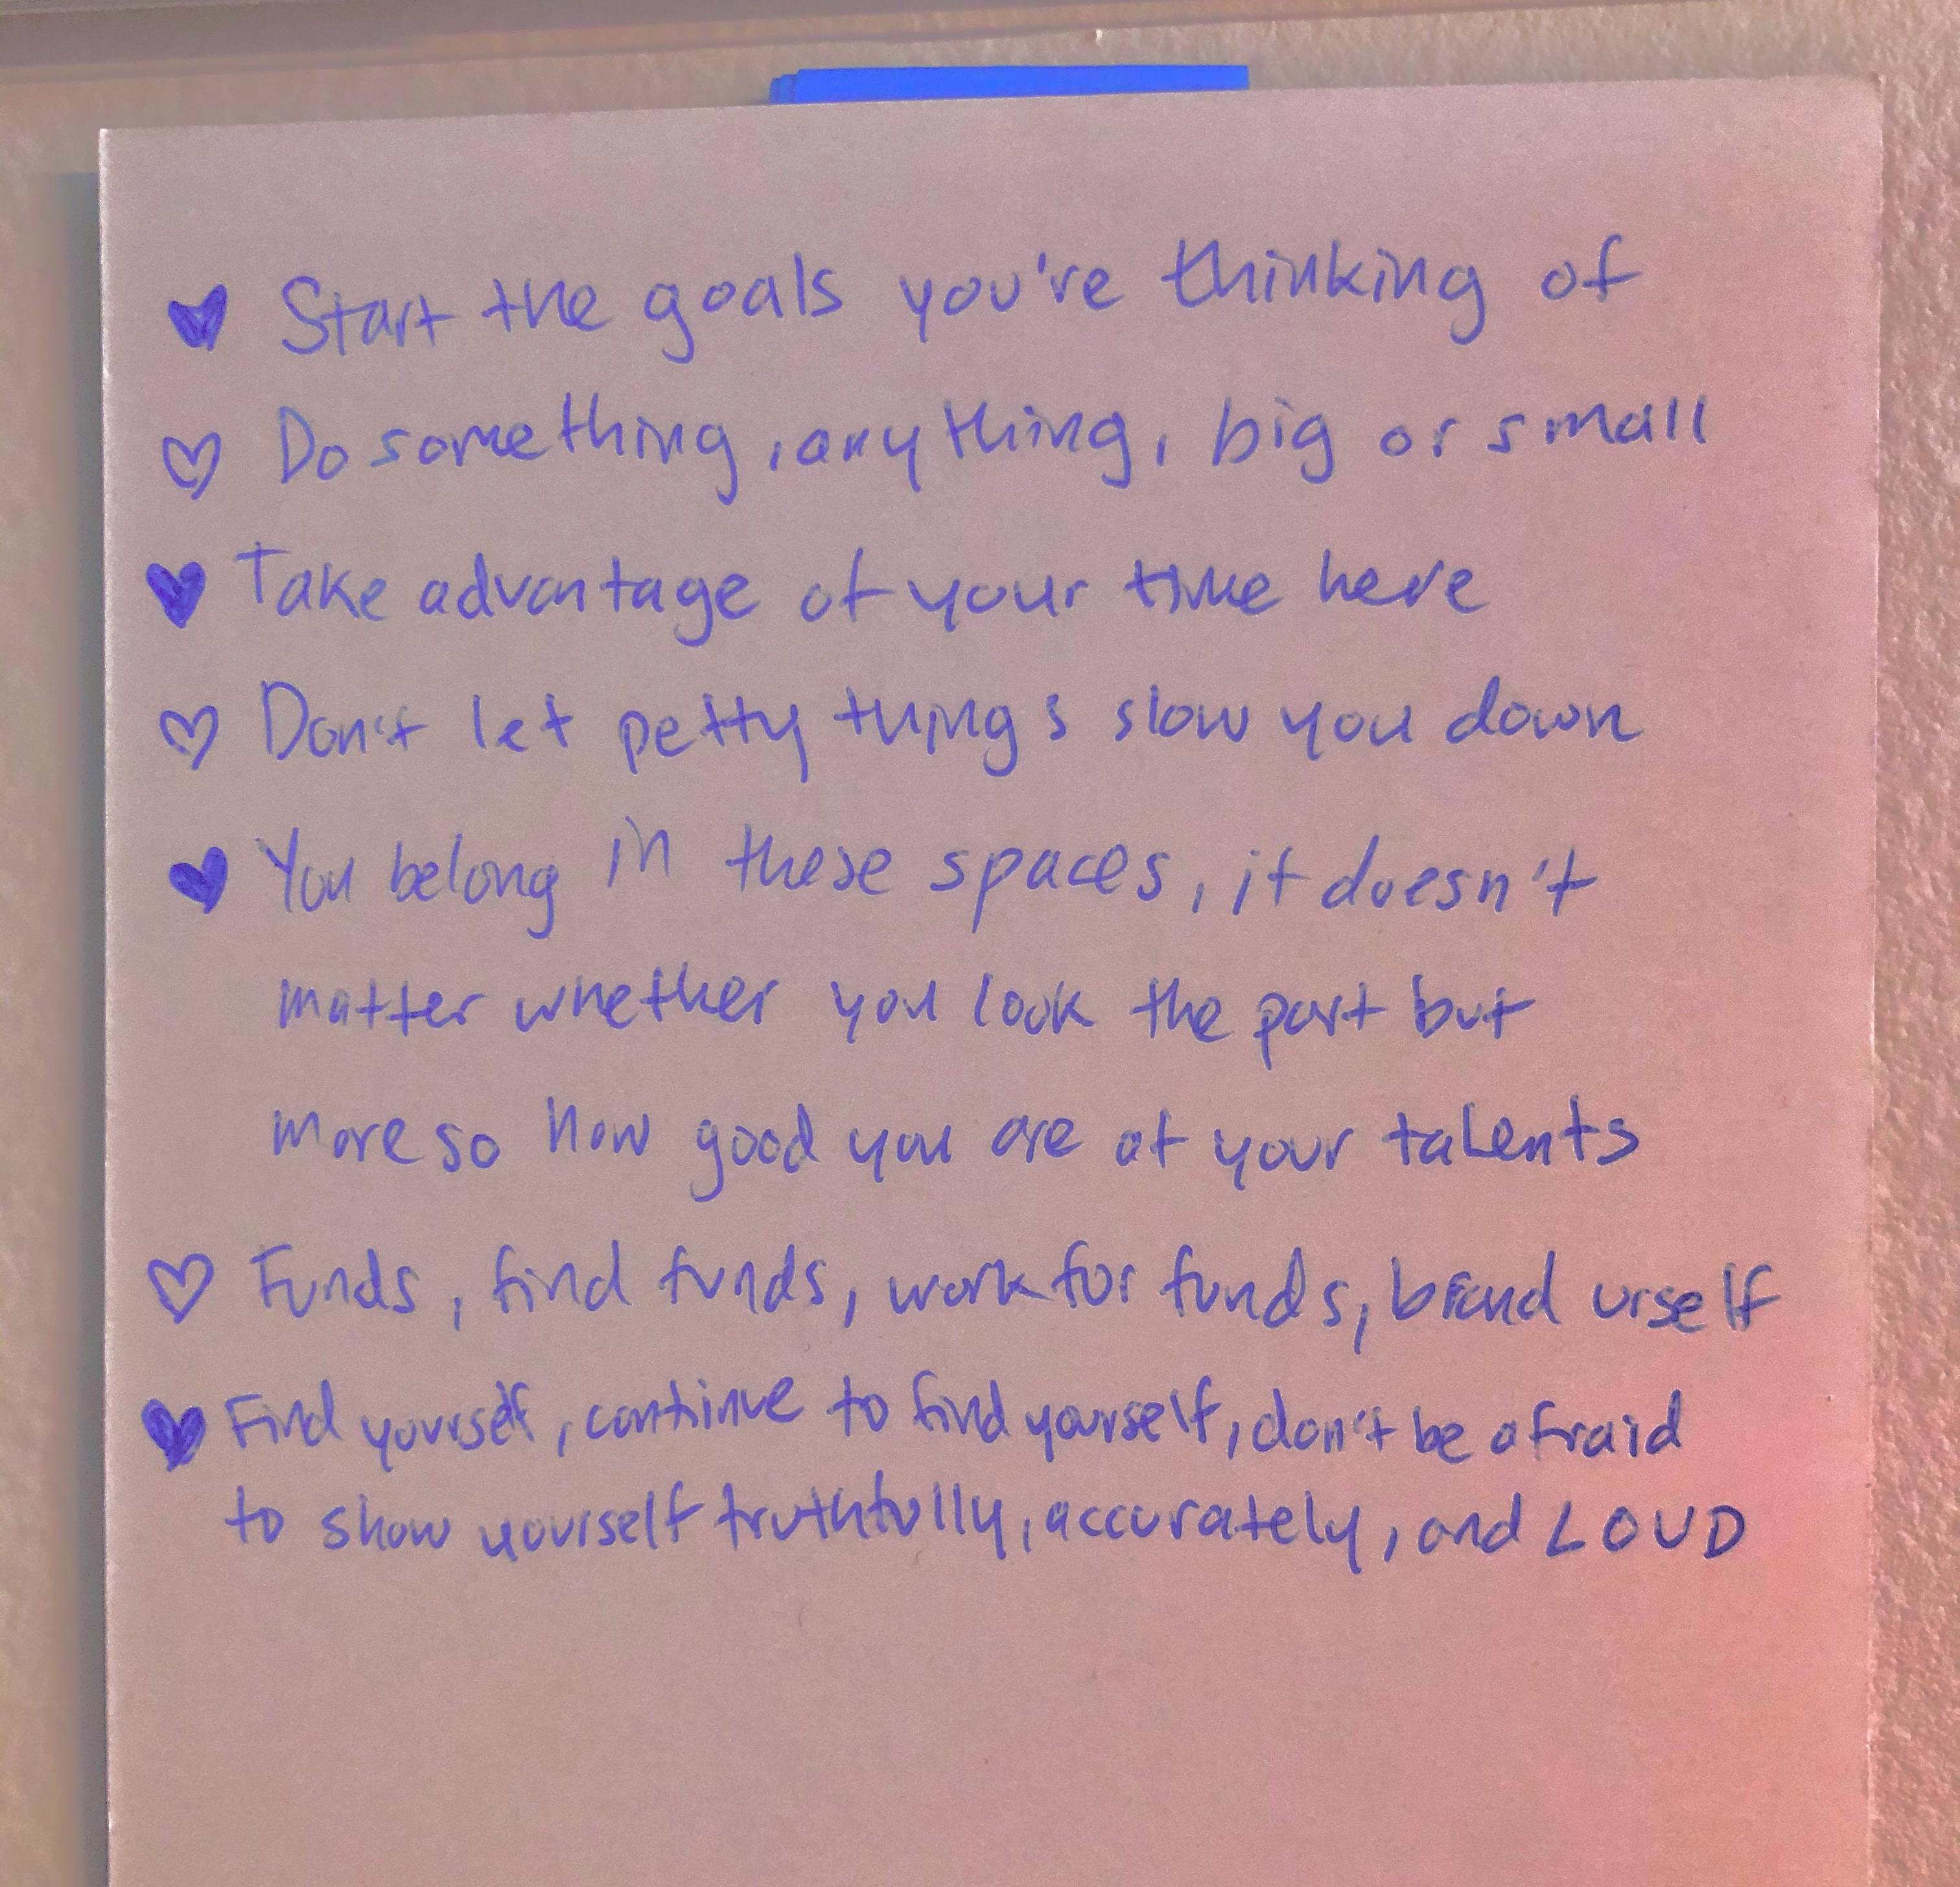 Start the goals you're thinking of
Do something, anything, big or small
Take advantage of your time here
Don't let petty things slow you down
You belong in these spaces, it doesn't
matter whether you look the part but
more so how good you are at your talents
Funds, find funds, work for funds, brand urself
Find yourself, continue to find yourself, don't be afraid
to show yourself truthfully, accurately, and LOUD